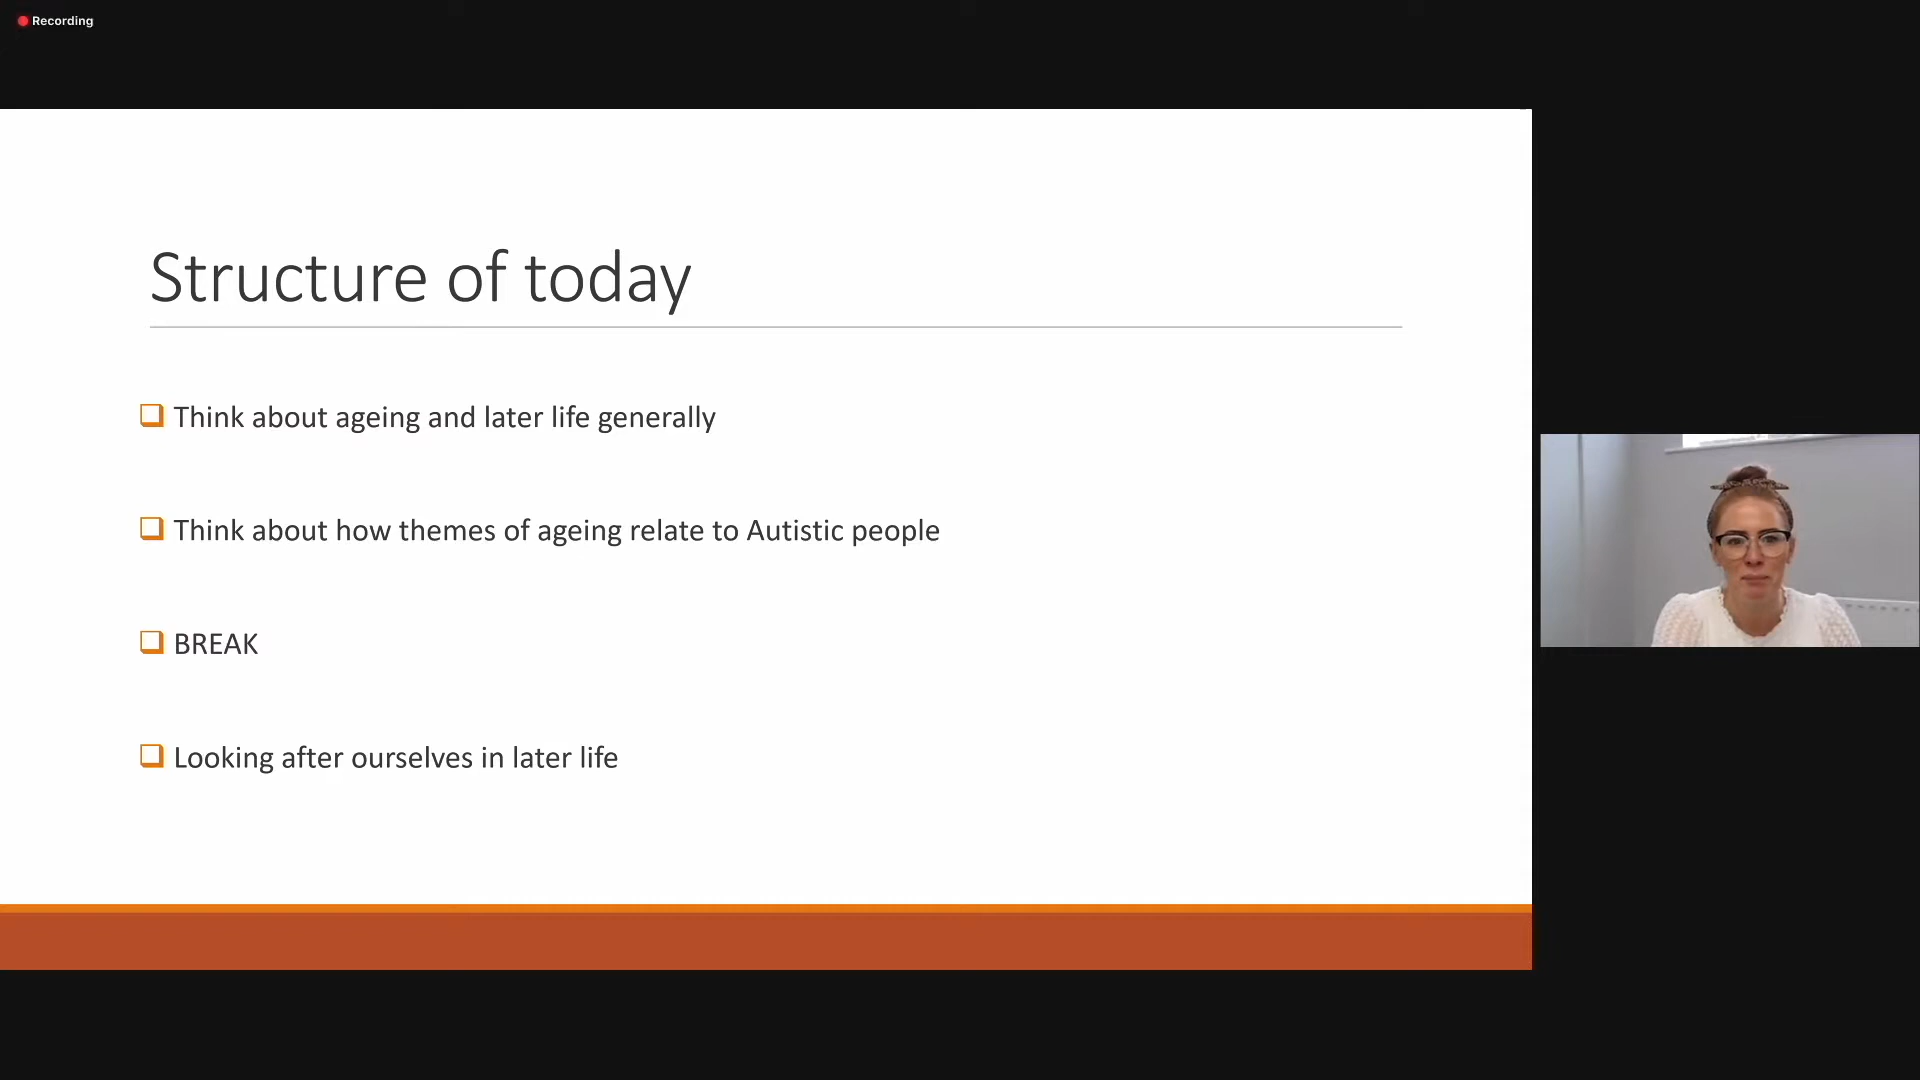 Recording
Structure of today
Think about ageing and later life generally
Think about how themes of ageing relate to Autistic people
BREAK
Looking after ourselves in later life